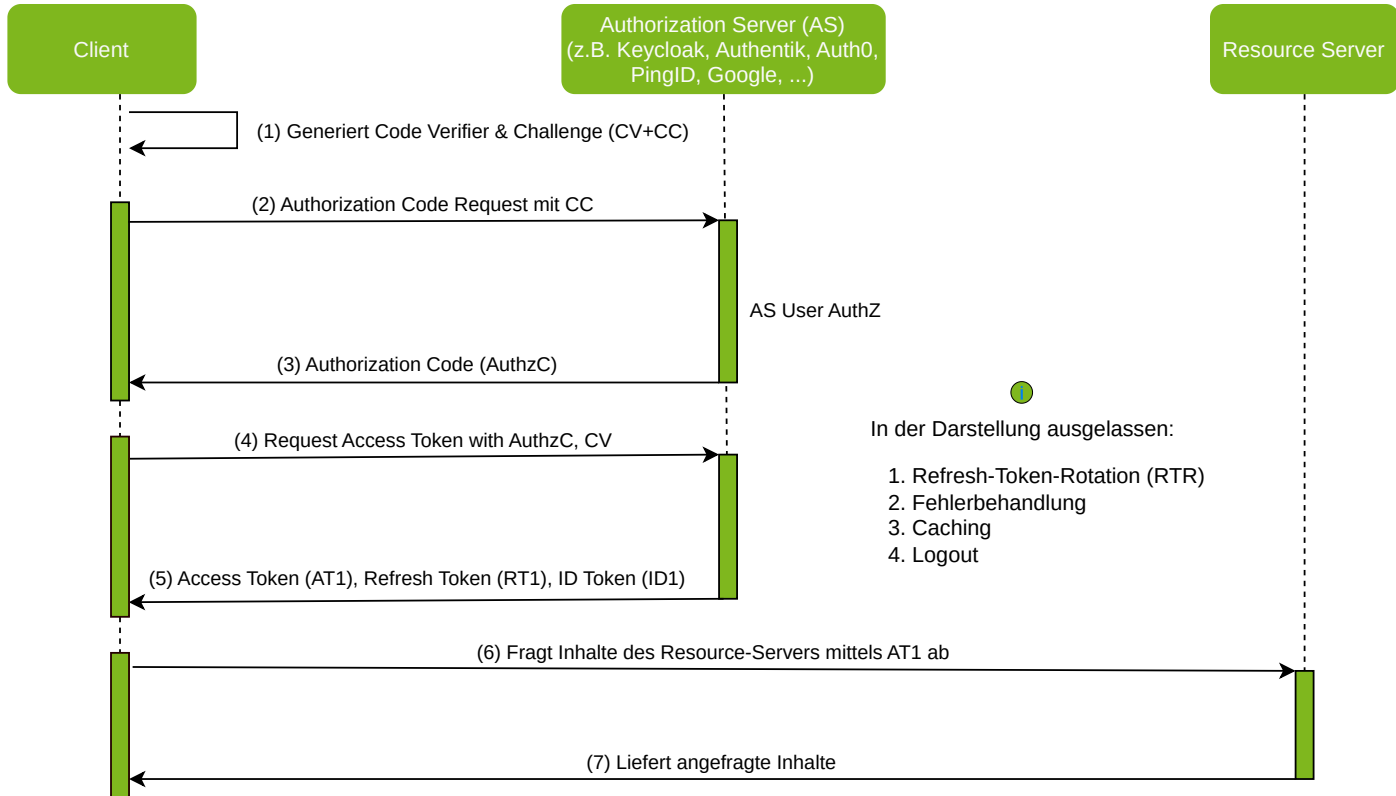 Client
Authorization Server (AS)
(z.B. Keycloak, Authentik, Auth0,
PingID, Google, ...)
Resource Server
(1) Generiert Code Verifier & Challenge (CV+CC)
(2) Authorization Code Request mit CC
AS User AuthZ
(3) Authorization Code (AuthzC)
i
In der Darstellung ausgelassen:
(4) Request Access Token with AuthzC, CV
1. Refresh-Token-Rotation (RTR)
2. Fehlerbehandlung
3. Caching
4. Logout
(5) Access Token (AT1), Refresh Token (RT1), ID Token (ID1)
(6) Fragt Inhalte des Resource-Servers mittels AT1 ab
(7) Liefert angefragte Inhalte